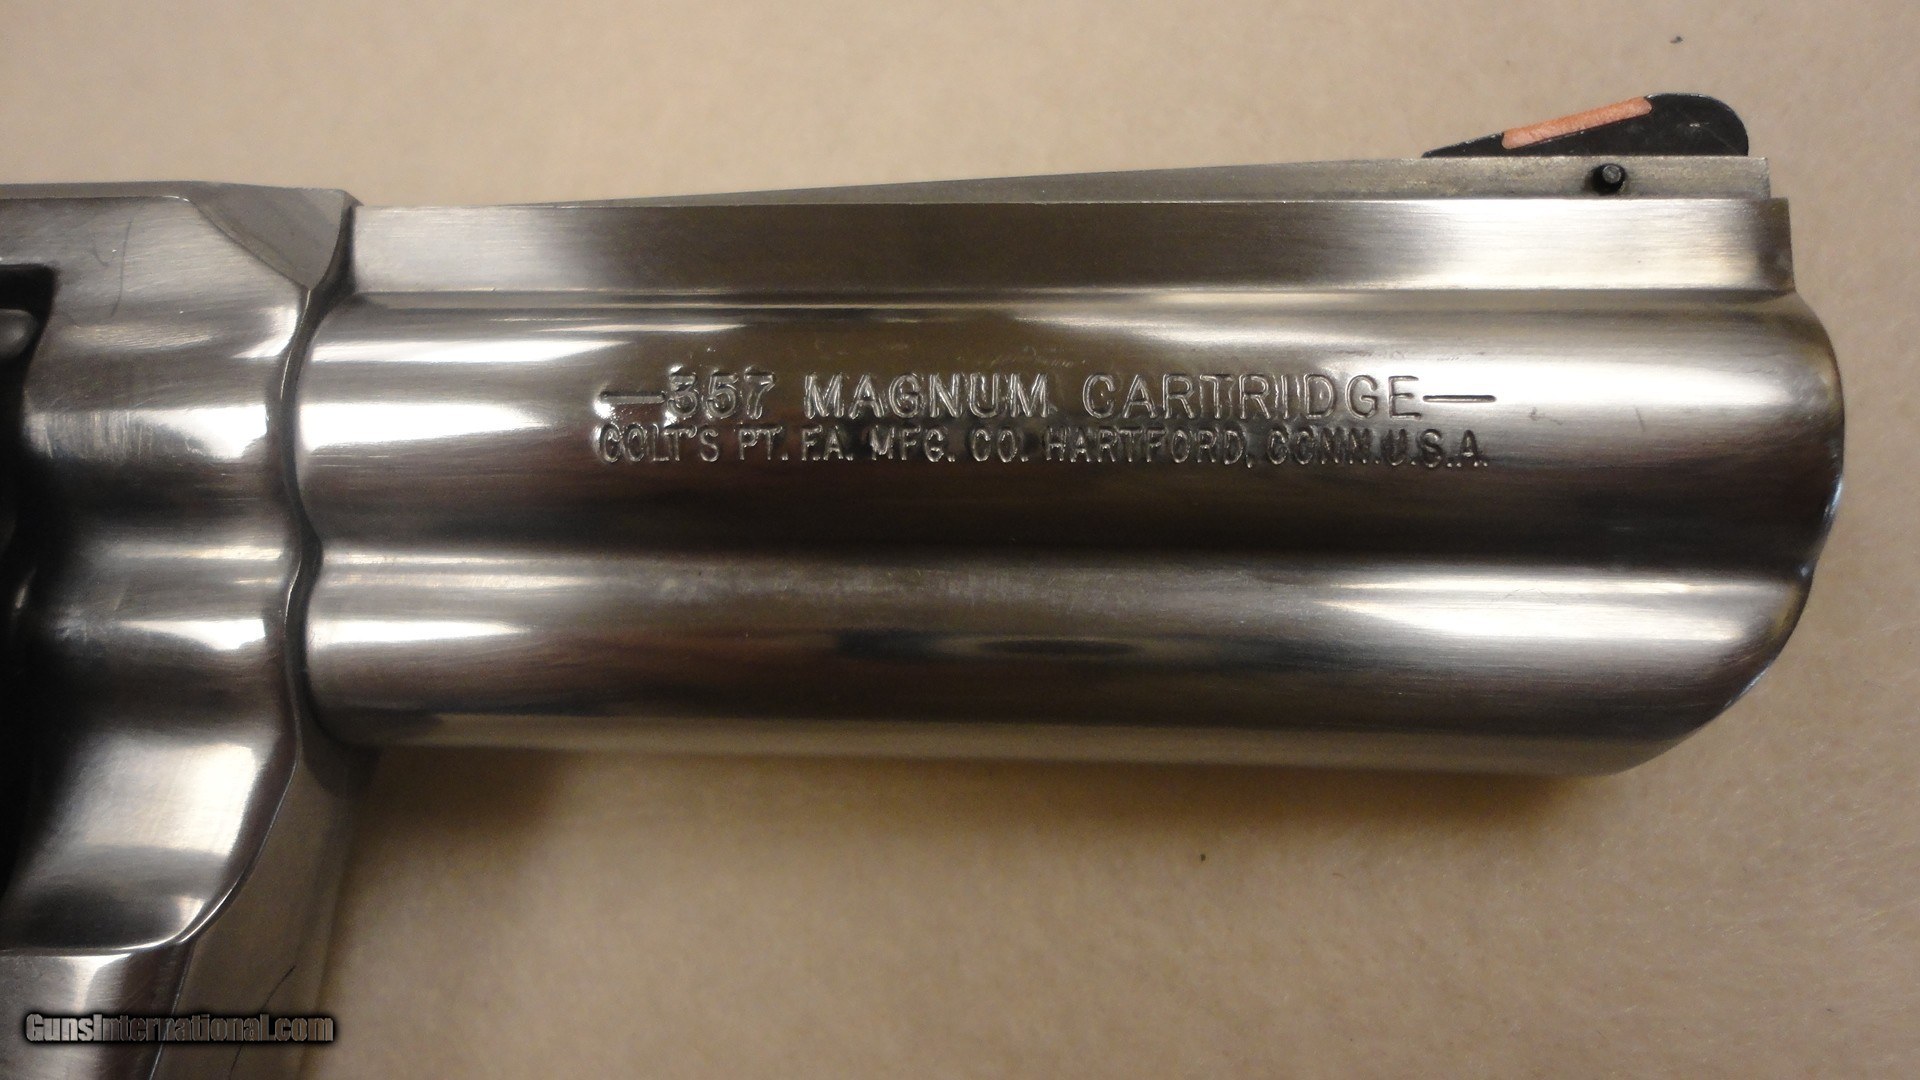 —357 MAGNUM CARTRIDGE—
COLT'S PT. F.A. MFG. CO. HARTFORD, CONN. U.S.A.
GunsInternational.com